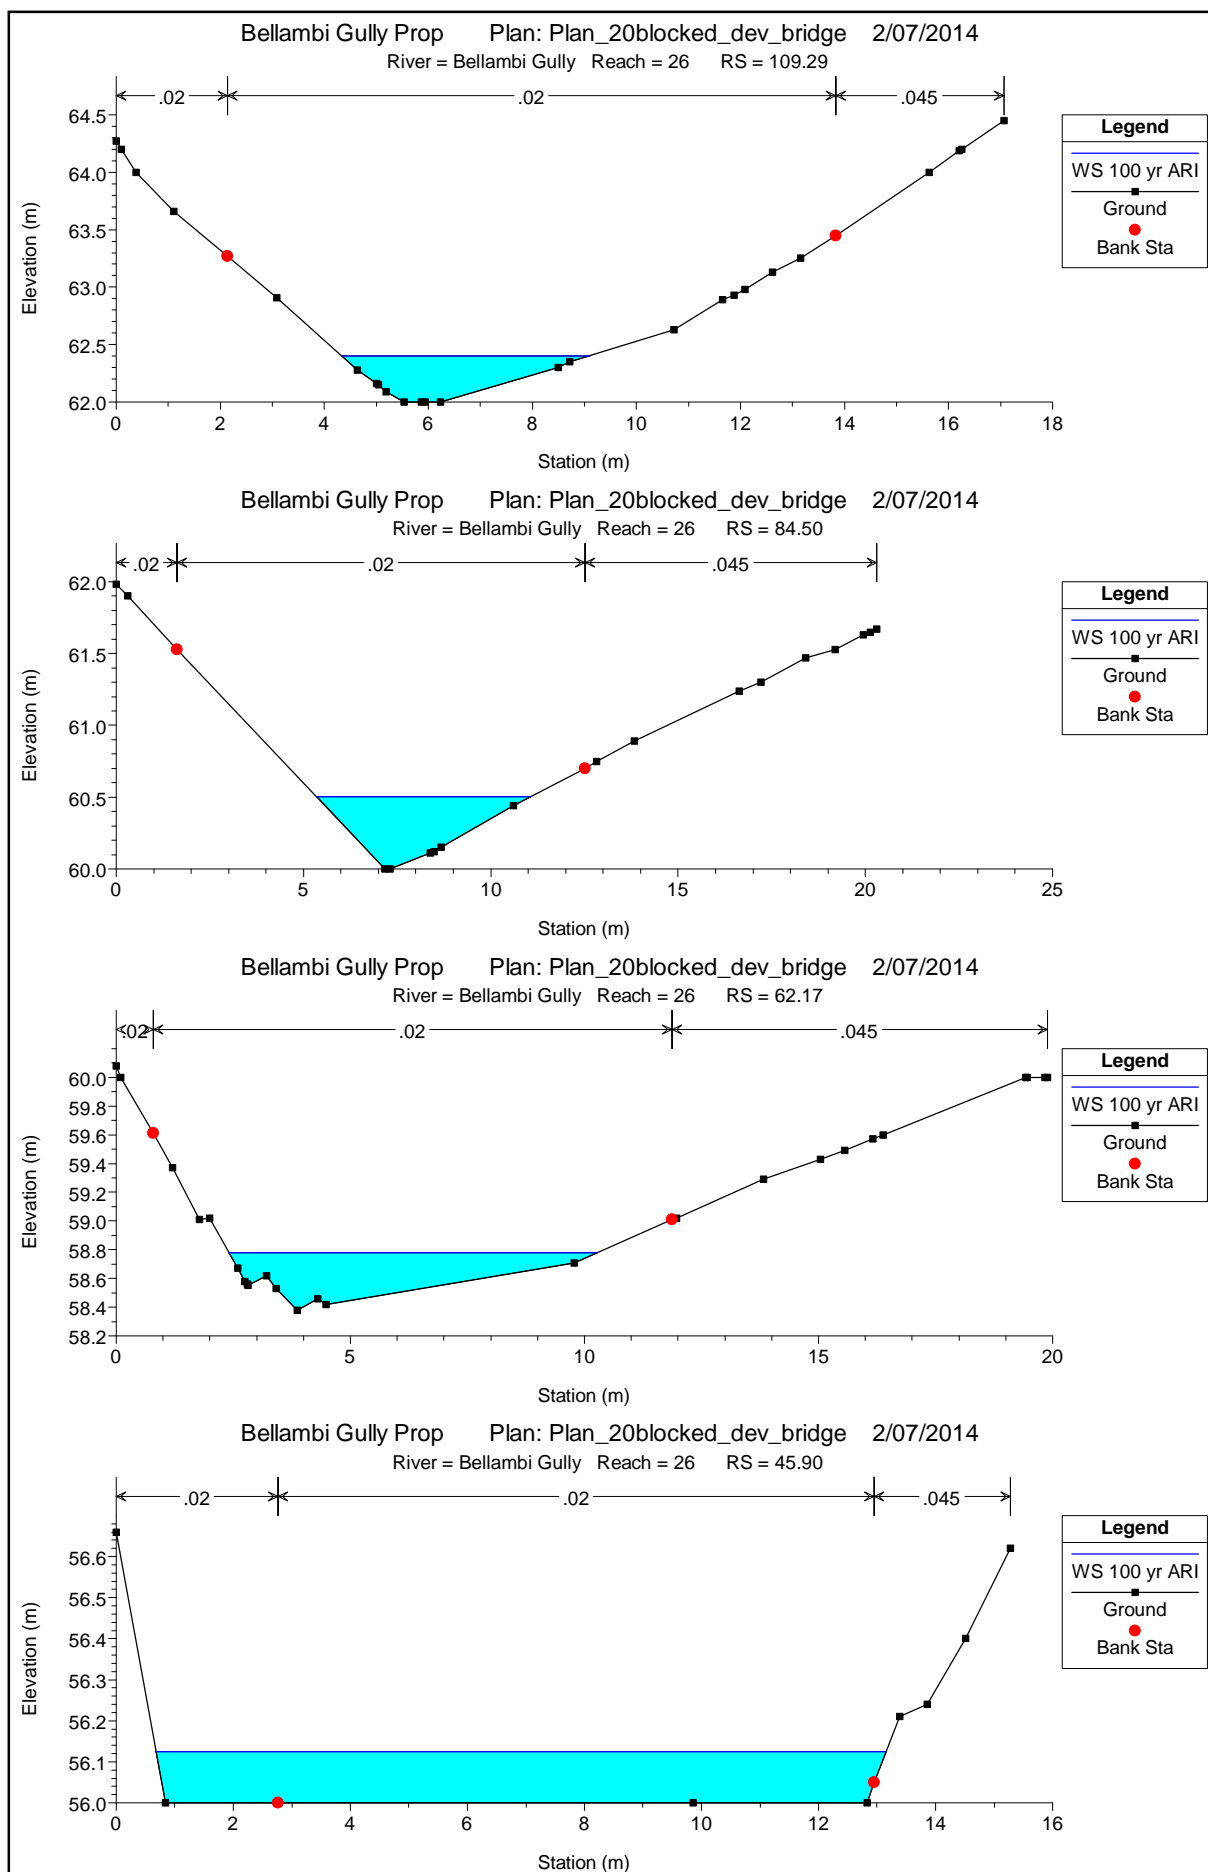 Bellambi Gully Prop Plan: Plan_20blocked_dev_bridge 2/07/2014
River = Bellambi Gully Reach = 26 RS = 109.29
.02 .02 .045
Elevation (m)
64.5
64.0
63.5
63.0
62.5
62.0
0 2 4 6 8 10 12 14 16 18
Station (m)
Legend
WS 100 yr ARI
Ground
Bank Sta
Bellambi Gully Prop Plan: Plan_20blocked_dev_bridge 2/07/2014
River = Bellambi Gully Reach = 26 RS = 84.50
.02 .02 .045
Elevation (m)
62.0
61.5
61.0
60.5
60.0
0 5 10 15 20 25
Station (m)
Legend
WS 100 yr ARI
Ground
Bank Sta
Bellambi Gully Prop Plan: Plan_20blocked_dev_bridge 2/07/2014
River = Bellambi Gully Reach = 26 RS = 62.17
.02 .02 .045
Elevation (m)
60.0
59.8
59.6
59.4
59.2
59.0
58.8
58.6
58.4
58.2
0 5 10 15 20
Station (m)
Legend
WS 100 yr ARI
Ground
Bank Sta
Bellambi Gully Prop Plan: Plan_20blocked_dev_bridge 2/07/2014
River = Bellambi Gully Reach = 26 RS = 45.90
.02 .02 .045
Elevation (m)
56.6
56.5
56.4
56.3
56.2
56.1
56.0
0 2 4 6 8 10 12 14 16
Station (m)
Legend
WS 100 yr ARI
Ground
Bank Sta